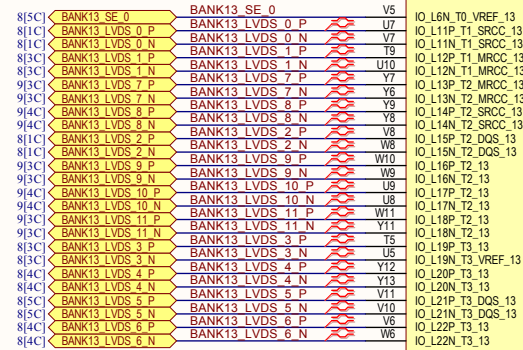 8[5C] BANK13_SE_0 BANK13_SE_0 V5 IO_L6N_T0_VREF_13
8[1C] BANK13_LVDS_0_P BANK13_LVDS_0_P U7 IO_L11P_T1_SRCC_13
8[1C] BANK13_LVDS_0_N BANK13_LVDS_0_N V7 IO_L11N_T1_SRCC_13
8[3C] BANK13_LVDS_1_P BANK13_LVDS_1_P T9 IO_L12P_T1_MRCC_13
8[3C] BANK13_LVDS_1_N BANK13_LVDS_1_N U10 IO_L12N_T1_MRCC_13
9[3C] BANK13_LVDS_7_P BANK13_LVDS_7_P Y7 IO_L13P_T2_MRCC_13
9[3C] BANK13_LVDS_7_N BANK13_LVDS_7_N Y6 IO_L13N_T2_MRCC_13
9[4C] BANK13_LVDS_8_P BANK13_LVDS_8_P Y9 IO_L14P_T2_SRCC_13
9[4C] BANK13_LVDS_8_N BANK13_LVDS_8_N Y8 IO_L14N_T2_SRCC_13
8[1C] BANK13_LVDS_2_P BANK13_LVDS_2_P V8 IO_L15P_T2_DQS_13
8[1C] BANK13_LVDS_2_N BANK13_LVDS_2_N W8 IO_L15N_T2_DQS_13
9[3C] BANK13_LVDS_9_P BANK13_LVDS_9_P W10 IO_L16P_T2_13
9[3C] BANK13_LVDS_9_N BANK13_LVDS_9_N W9 IO_L16N_T2_13
9[4C] BANK13_LVDS_10_P BANK13_LVDS_10_P U9 IO_L17P_T2_13
9[4C] BANK13_LVDS_10_N BANK13_LVDS_10_N U8 IO_L17N_T2_13
9[3C] BANK13_LVDS_11_P BANK13_LVDS_11_P W11 IO_L18P_T2_13
9[3C] BANK13_LVDS_11_N BANK13_LVDS_11_N Y11 IO_L18N_T2_13
8[3C] BANK13_LVDS_3_P BANK13_LVDS_3_P T5 IO_L19P_T3_13
8[3C] BANK13_LVDS_3_N BANK13_LVDS_3_N U5 IO_L19N_T3_VREF_13
8[4C] BANK13_LVDS_4_P BANK13_LVDS_4_P Y12 IO_L20P_T3_13
8[4C] BANK13_LVDS_4_N BANK13_LVDS_4_N Y13 IO_L20N_T3_13
8[5C] BANK13_LVDS_5_P BANK13_LVDS_5_P V11 IO_L21P_T3_DQS_13
8[5C] BANK13_LVDS_5_N BANK13_LVDS_5_N V10 IO_L21N_T3_DQS_13
8[4C] BANK13_LVDS_6_P BANK13_LVDS_6_P V6 IO_L22P_T3_13
8[4C] BANK13_LVDS_6_N BANK13_LVDS_6_N W6 IO_L22N_T3_13